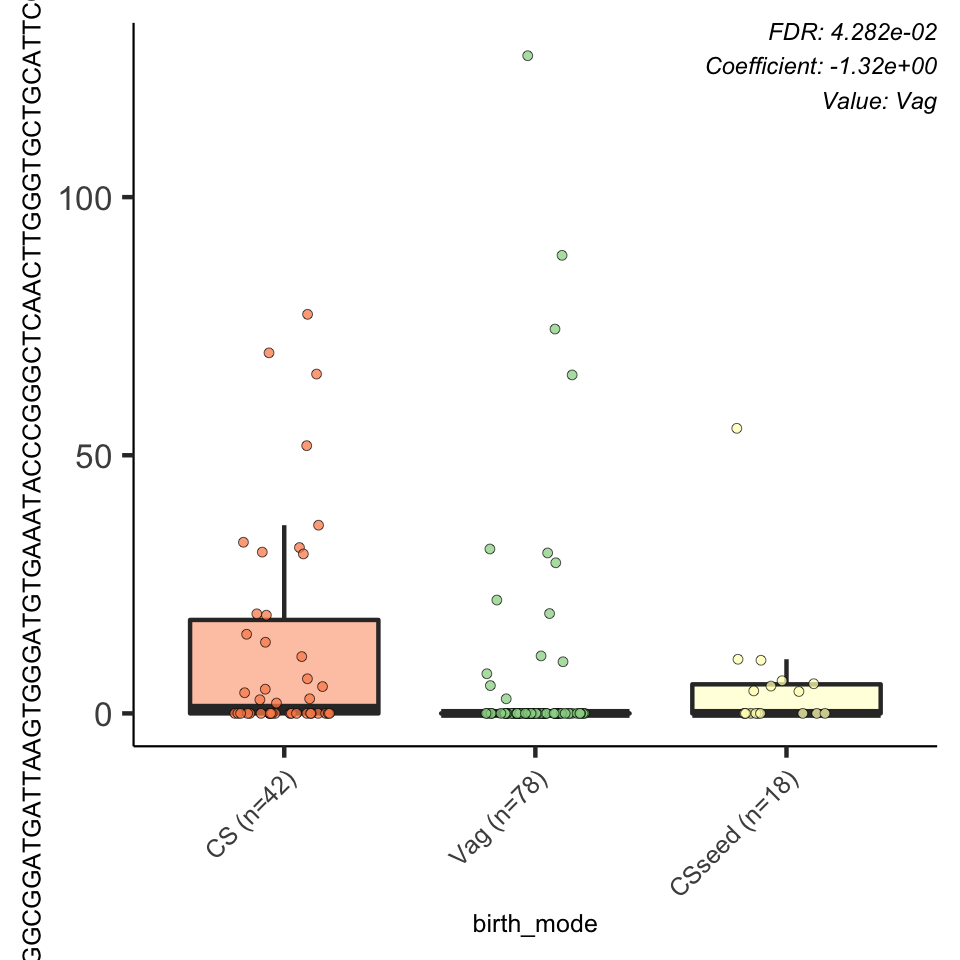 FDR: 4.282e-02
Coefficient: -1.32e+00
Value: Vag
GGCGGATGATTAAGTGGGATGTGAAATACCCGGGCTCAACTTGGGTGCTGCATTC
100
50
0
CS (n=42)
Vag (n=78)
CSseed (n=18)
birth_mode